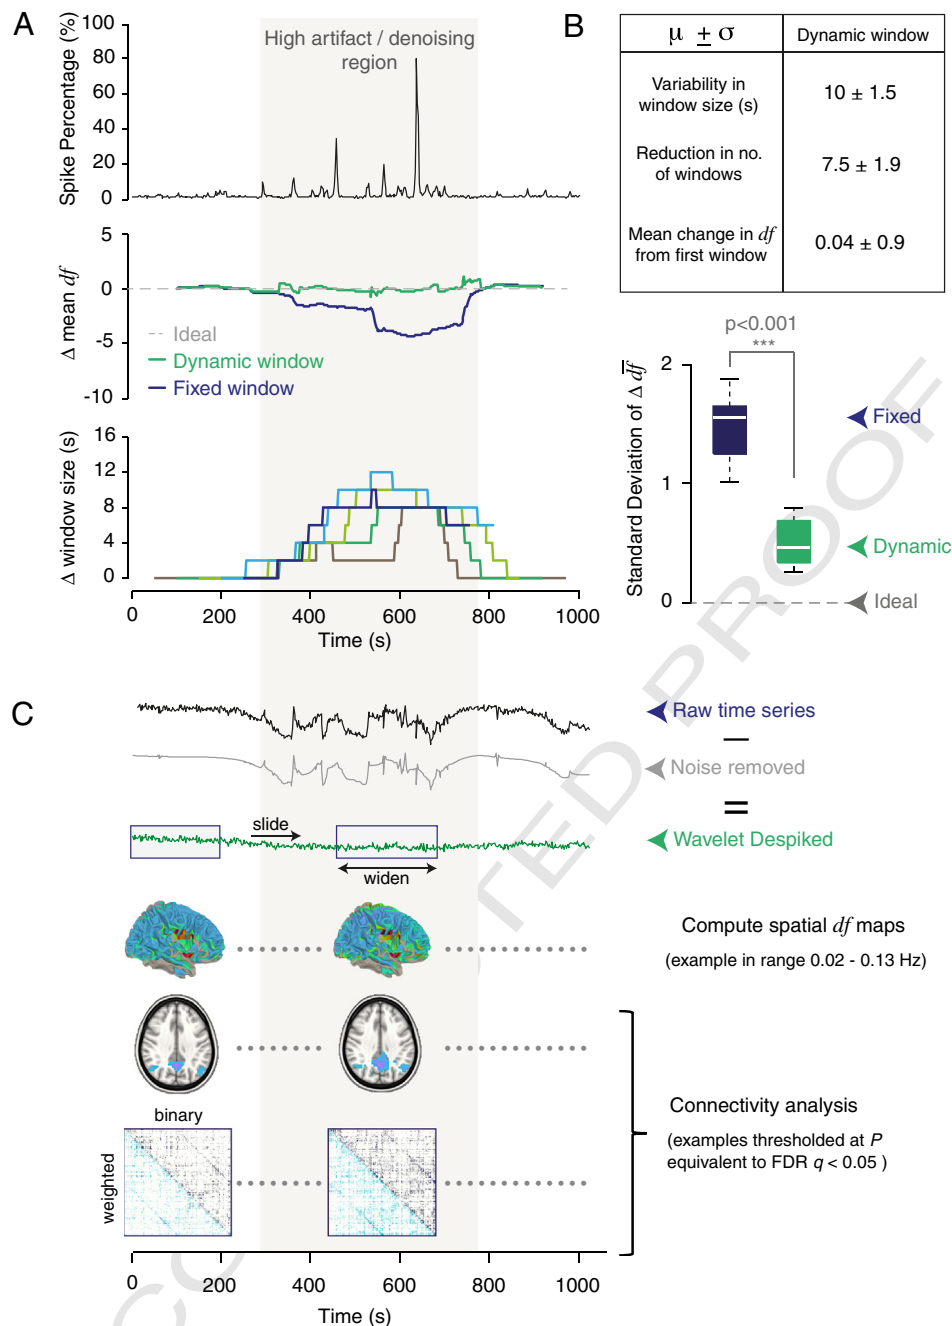 A
100
80
60
40
20
0
Spike Percentage (%)
High artifact / denoising
region
5
0
-5
-10
Δ mean df
Ideal
Dynamic window
Fixed window
16
12
8
4
0
Δ window size (s)
0 200 400 600 800 1000
Time (s)
B
μ ± σ
Dynamic window
Variability in
window size (s)
10 ± 1.5
Reduction in no.
of windows
7.5 ± 1.9
Mean change in df
from first window
0.04 ± 0.9
p<0.001
***
2
1
0
Standard Deviation of Δ d̅f̅
Fixed
Dynamic
Ideal
C
Raw time series
–
Noise removed
=
Wavelet Despiked
slide
widen
Compute spatial df maps
(example in range 0.02 - 0.13 Hz)
binary
weighted
Connectivity analysis
(examples thresholded at P
equivalent to FDR q < 0.05 )
0 200 400 600 800 1000
Time (s)
TED PROOF